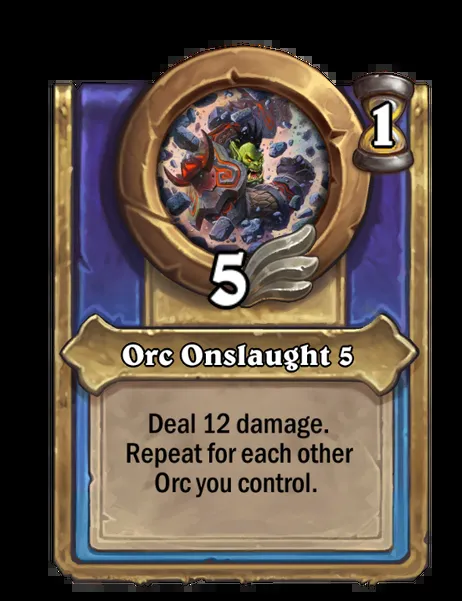 1
5
Orc Onslaught 5
Deal 12 damage.
Repeat for each other
Orc you control.